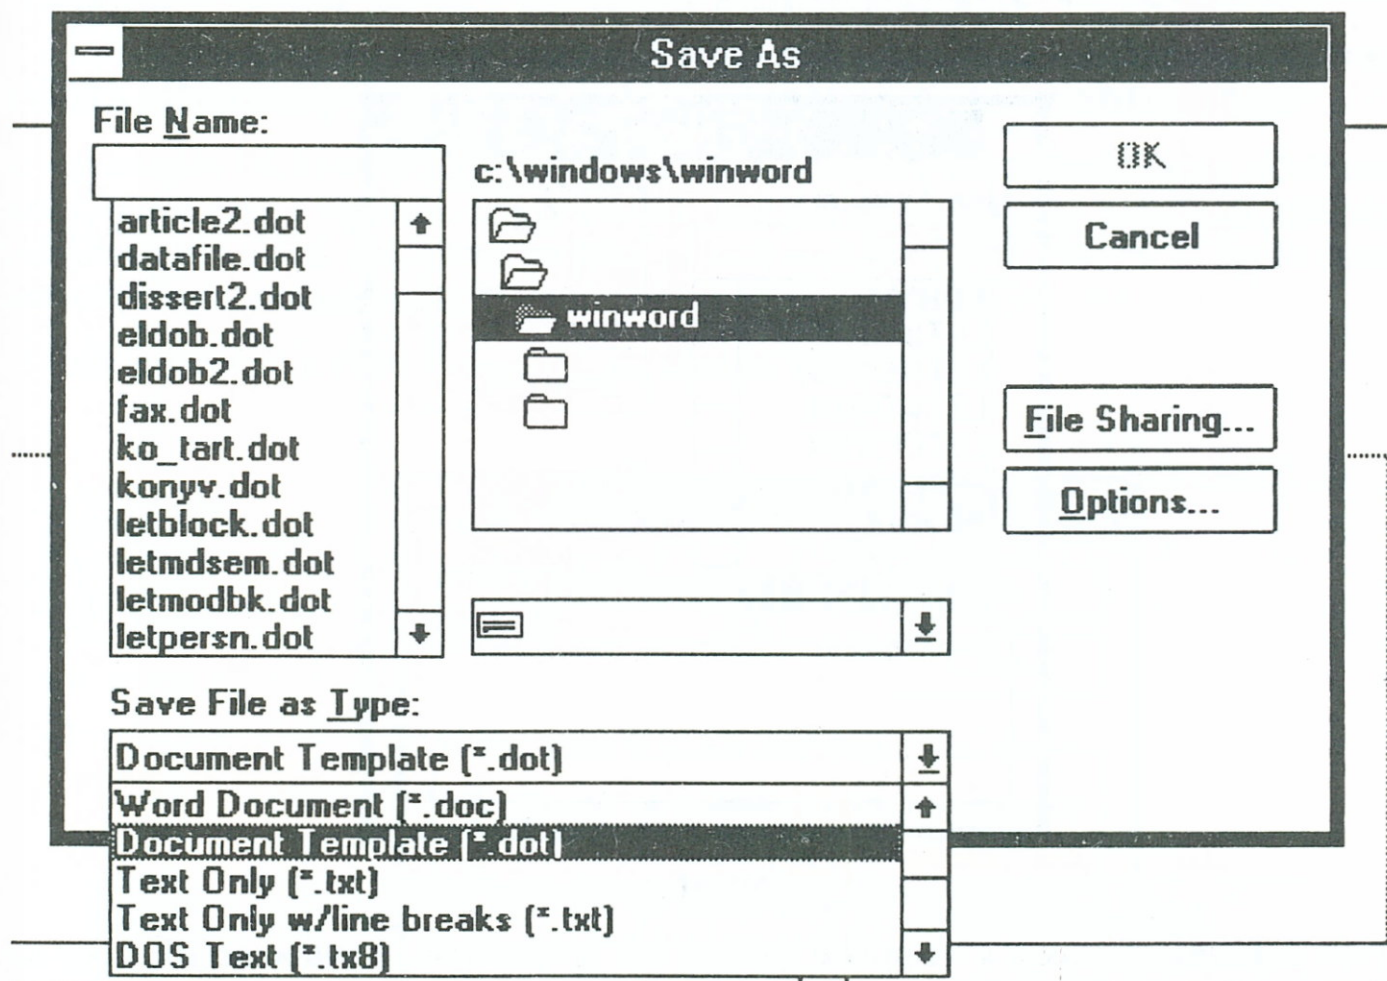 Save As
File Name:
c:\windows\winword
article2.dot
datafile.dot
dissert2.dot
eldob.dot
eldob2.dot
fax.dot
ko_tart.dot
konyv.dot
letblock.dot
letmdsem.dot
letmodbk.dot
letpersn.dot
winword
OK
Cancel
File Sharing...
Options...
Save File as Type:
Document Template (*.dot)
Word Document (*.doc)
Document Template (*.dot)
Text Only (*.txt)
Text Only w/line breaks (*.txt)
DOS Text (*.tx8)